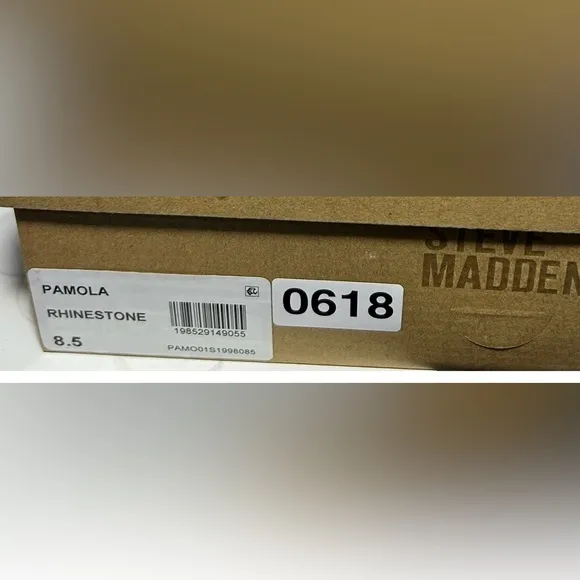 STEVE
MADDEN
PAMOLA
RHINESTONE
8.5
198529149055
PAMO01S1998085
0618